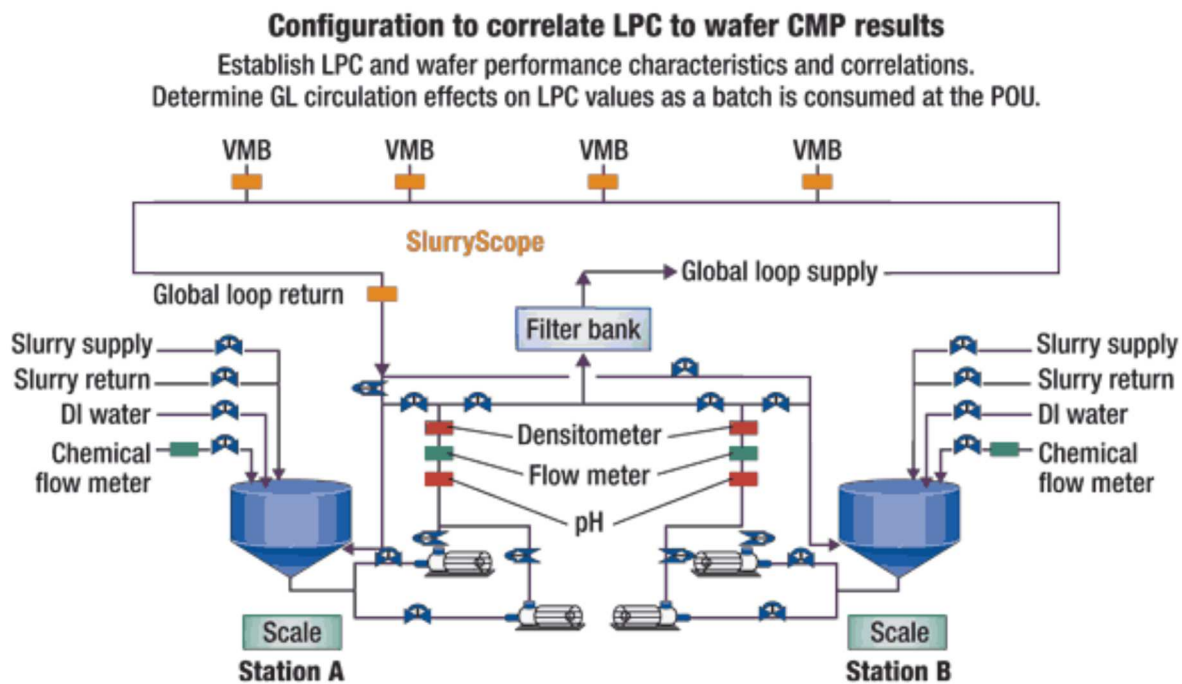 Configuration to correlate LPC to wafer CMP results
Establish LPC and wafer performance characteristics and correlations.
Determine GL circulation effects on LPC values as a batch is consumed at the POU.
VMB
VMB
VMB
VMB
SlurryScope
Global loop return
Global loop supply
Filter bank
Slurry supply
Slurry return
DI water
Chemical
flow meter
Densitometer
Flow meter
pH
Slurry supply
Slurry return
DI water
Chemical
flow meter
Scale
Station A
Scale
Station B